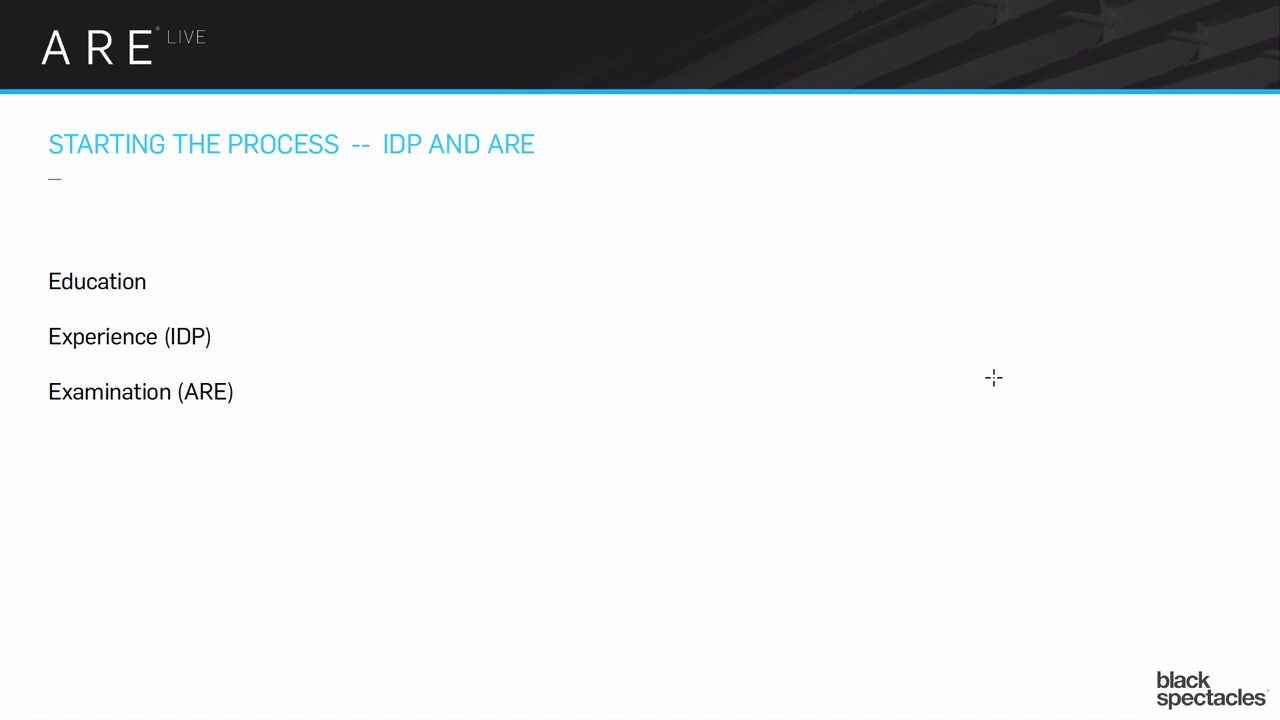 ARE® LIVE
STARTING THE PROCESS -- IDP AND ARE
—
Education
Experience (IDP)
Examination (ARE)
black
spectacles